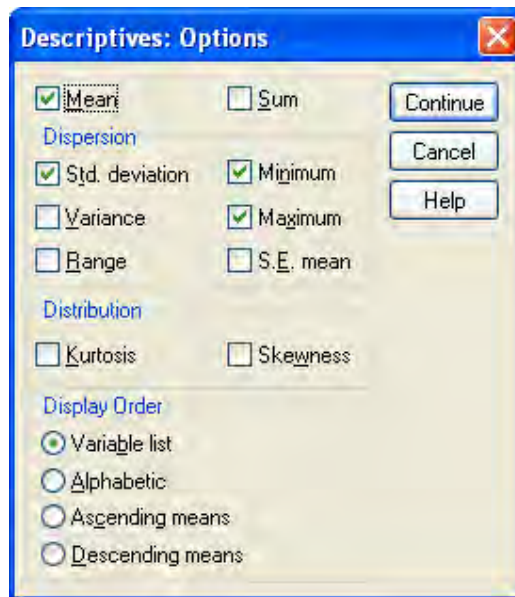 Descriptives: Options
Mean
Sum
Continue
Dispersion
Cancel
Std. deviation
Minimum
Help
Variance
Maximum
Range
S.E. mean
Distribution
Kurtosis
Skewness
Display Order
Variable list
Alphabetic
Ascending means
Descending means